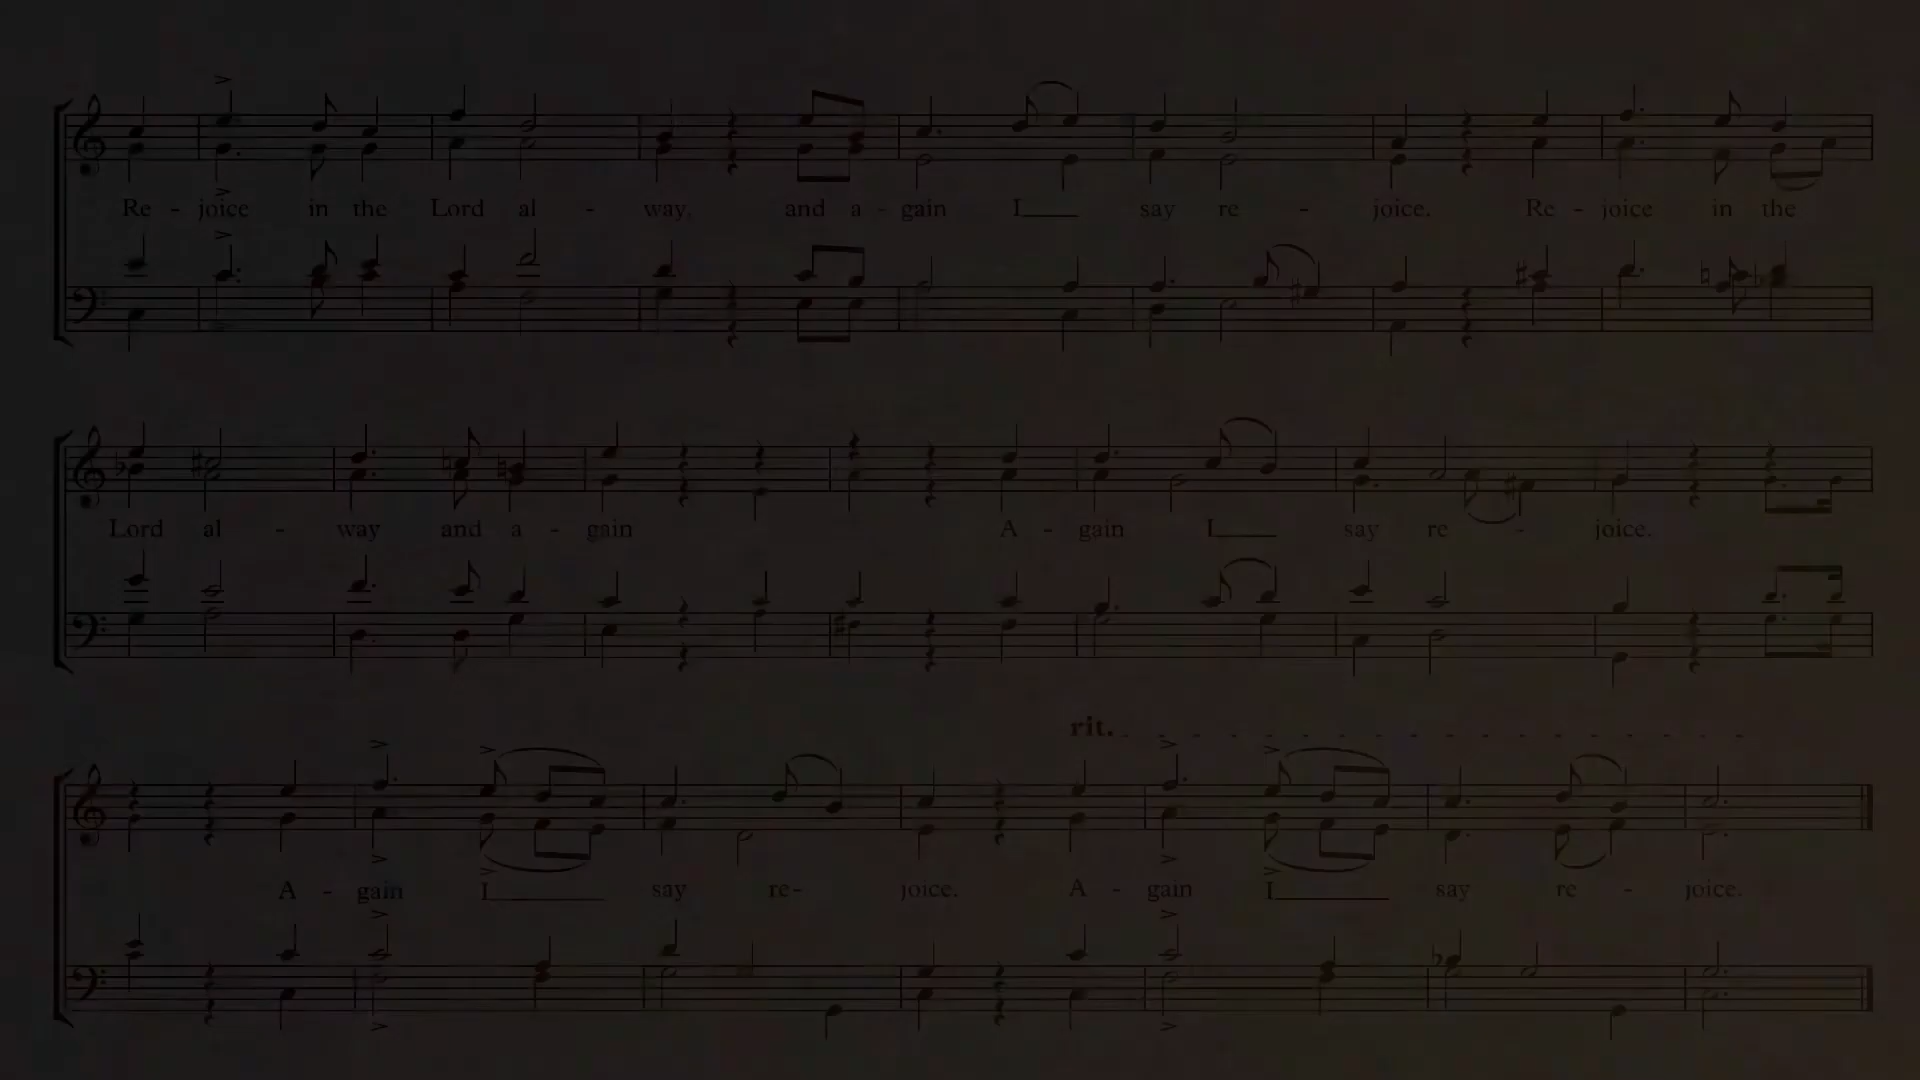 Re - joice in the Lord al - way, and a - gain I say re - joice. Re - joice in the
Lord al - way and a - gain A - gain I say re - joice.
rit.
A - gain I say re- joice. A - gain I say re - joice.